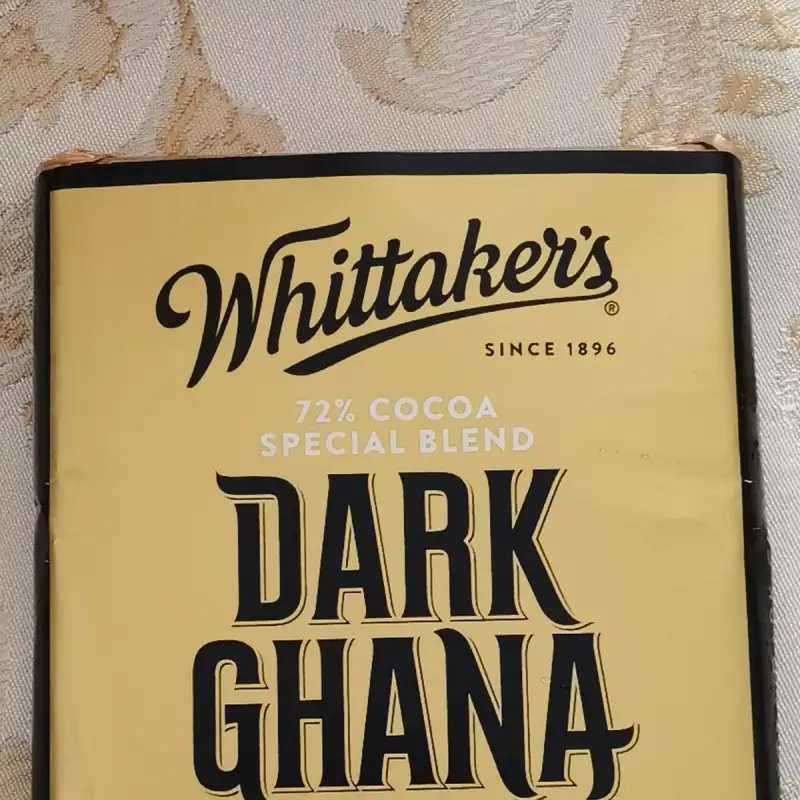 Whittaker's®
SINCE 1896
72% COCOA
SPECIAL BLEND
DARK
GHANA